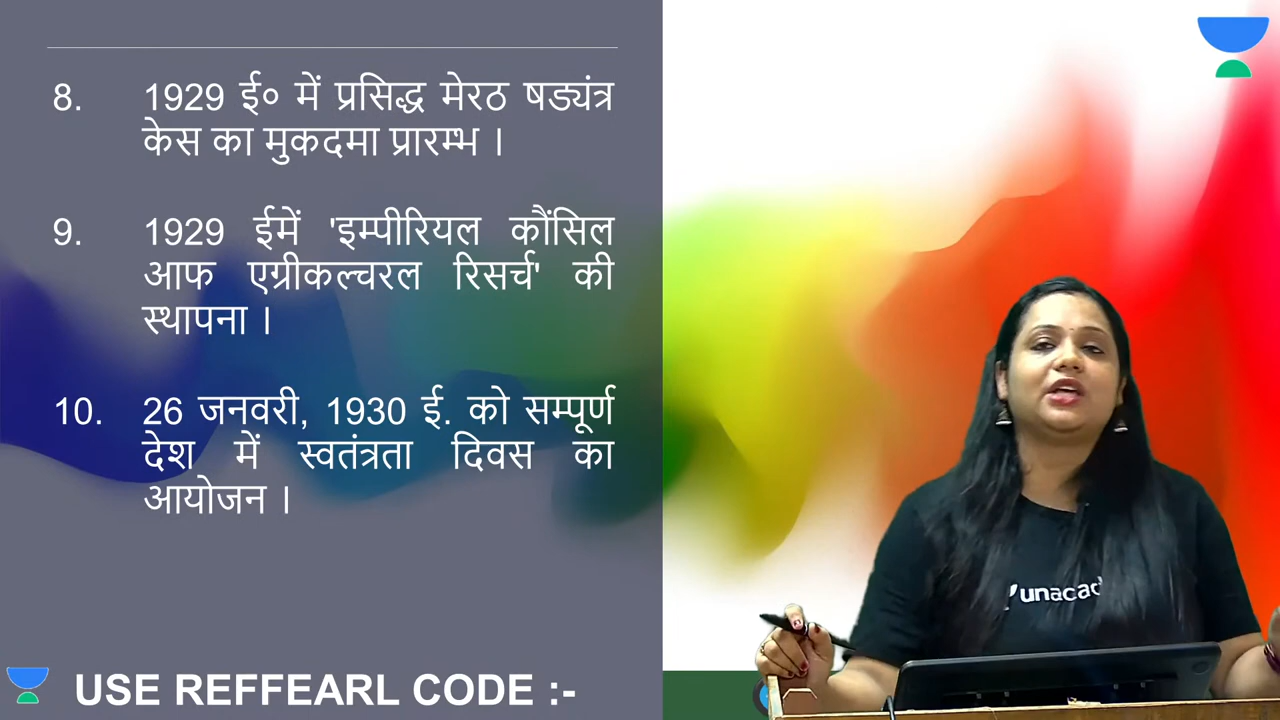 8. 1929 ई० में प्रसिद्ध मेरठ षड्यंत्र
केस का मुकदमा प्रारम्भ ।
9. 1929 ईमें 'इम्पीरियल कौंसिल
आफ एग्रीकल्चरल रिसर्च' की
स्थापना ।
10. 26 जनवरी, 1930 ई. को सम्पूर्ण
देश में स्वतंत्रता दिवस का
आयोजन ।
USE REFFEARL CODE :-
unacad